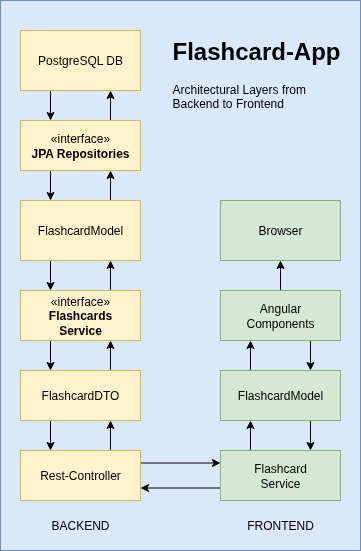 Flashcard-App
Architectural Layers from
Backend to Frontend
PostgreSQL DB
«interface»
JPA Repositories
FlashcardModel
«interface»
Flashcards
Service
FlashcardDTO
Rest-Controller
BACKEND
Browser
Angular
Components
FlashcardModel
Flashcard
Service
FRONTEND